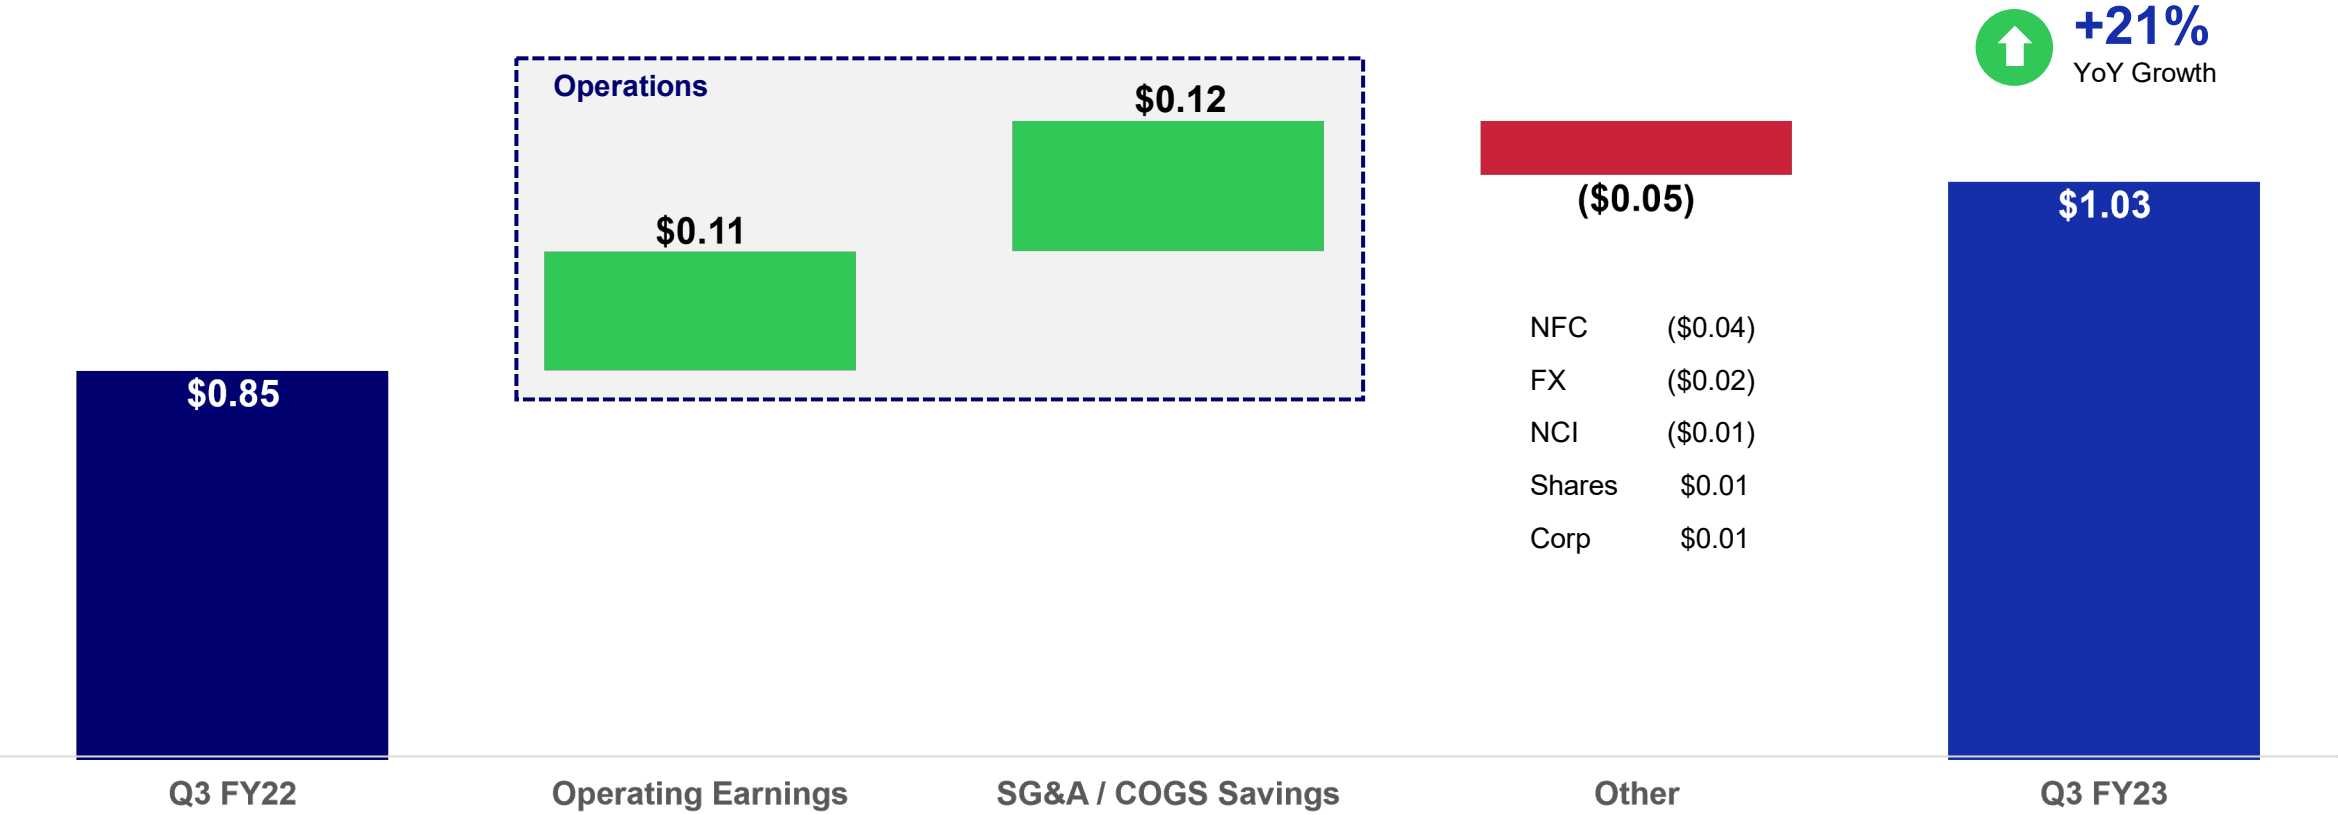 +21%
YoY Growth
Operations
$0.12
$0.11
($0.05)
$1.03
$0.85
NFC ($0.04)
FX ($0.02)
NCI ($0.01)
Shares $0.01
Corp $0.01
Q3 FY22 Operating Earnings SG&A / COGS Savings Other Q3 FY23